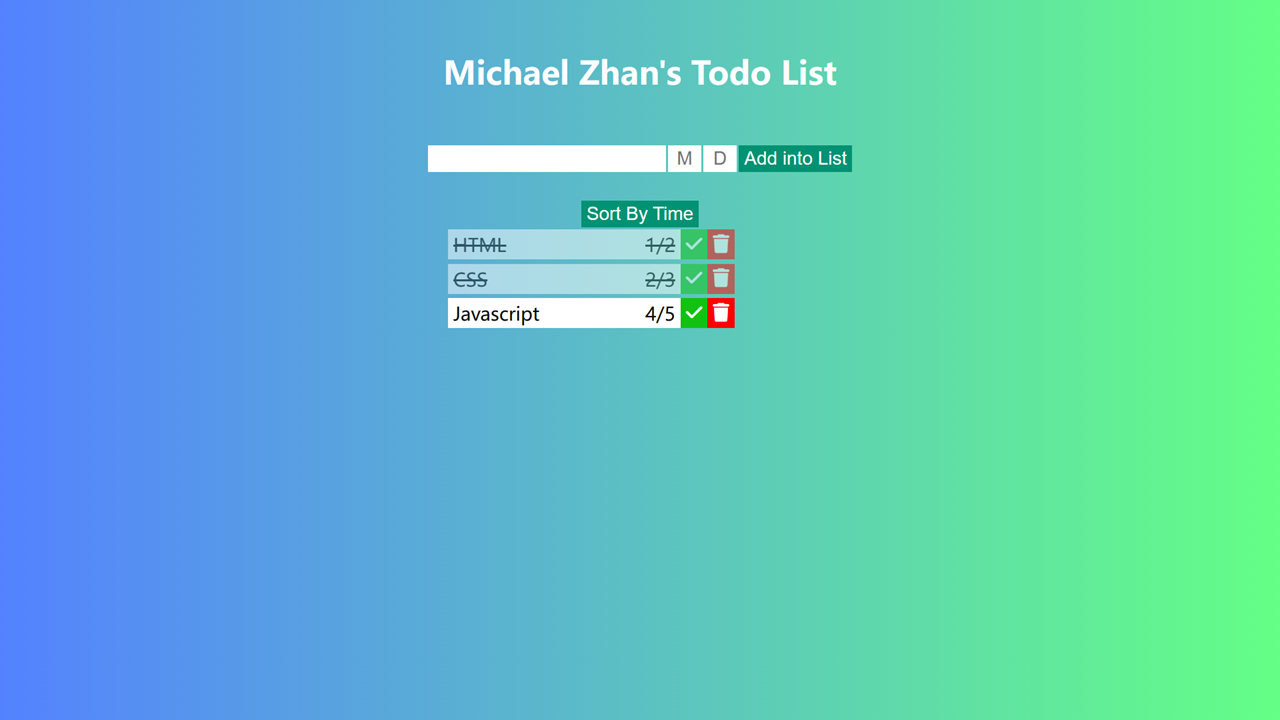 Michael Zhan's Todo List
M D Add into List
Sort By Time
HTML 1/2
CSS 2/3
Javascript 4/5